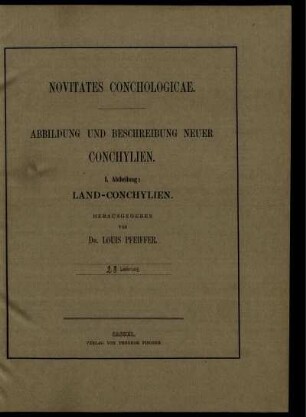 NOVITATES CONCHOLOGICAE.
ABBILDUNG UND BESCHREIBUNG NEUER
CONCHYLIEN.
I. Abtheilung:
LAND-CONCHYLIEN.
HERAUSGEGEBEN
VON
DR. LOUIS PFEIFFER.
Lieferung
CASSEL.
VERLAG VON THEODOR FISCHER.